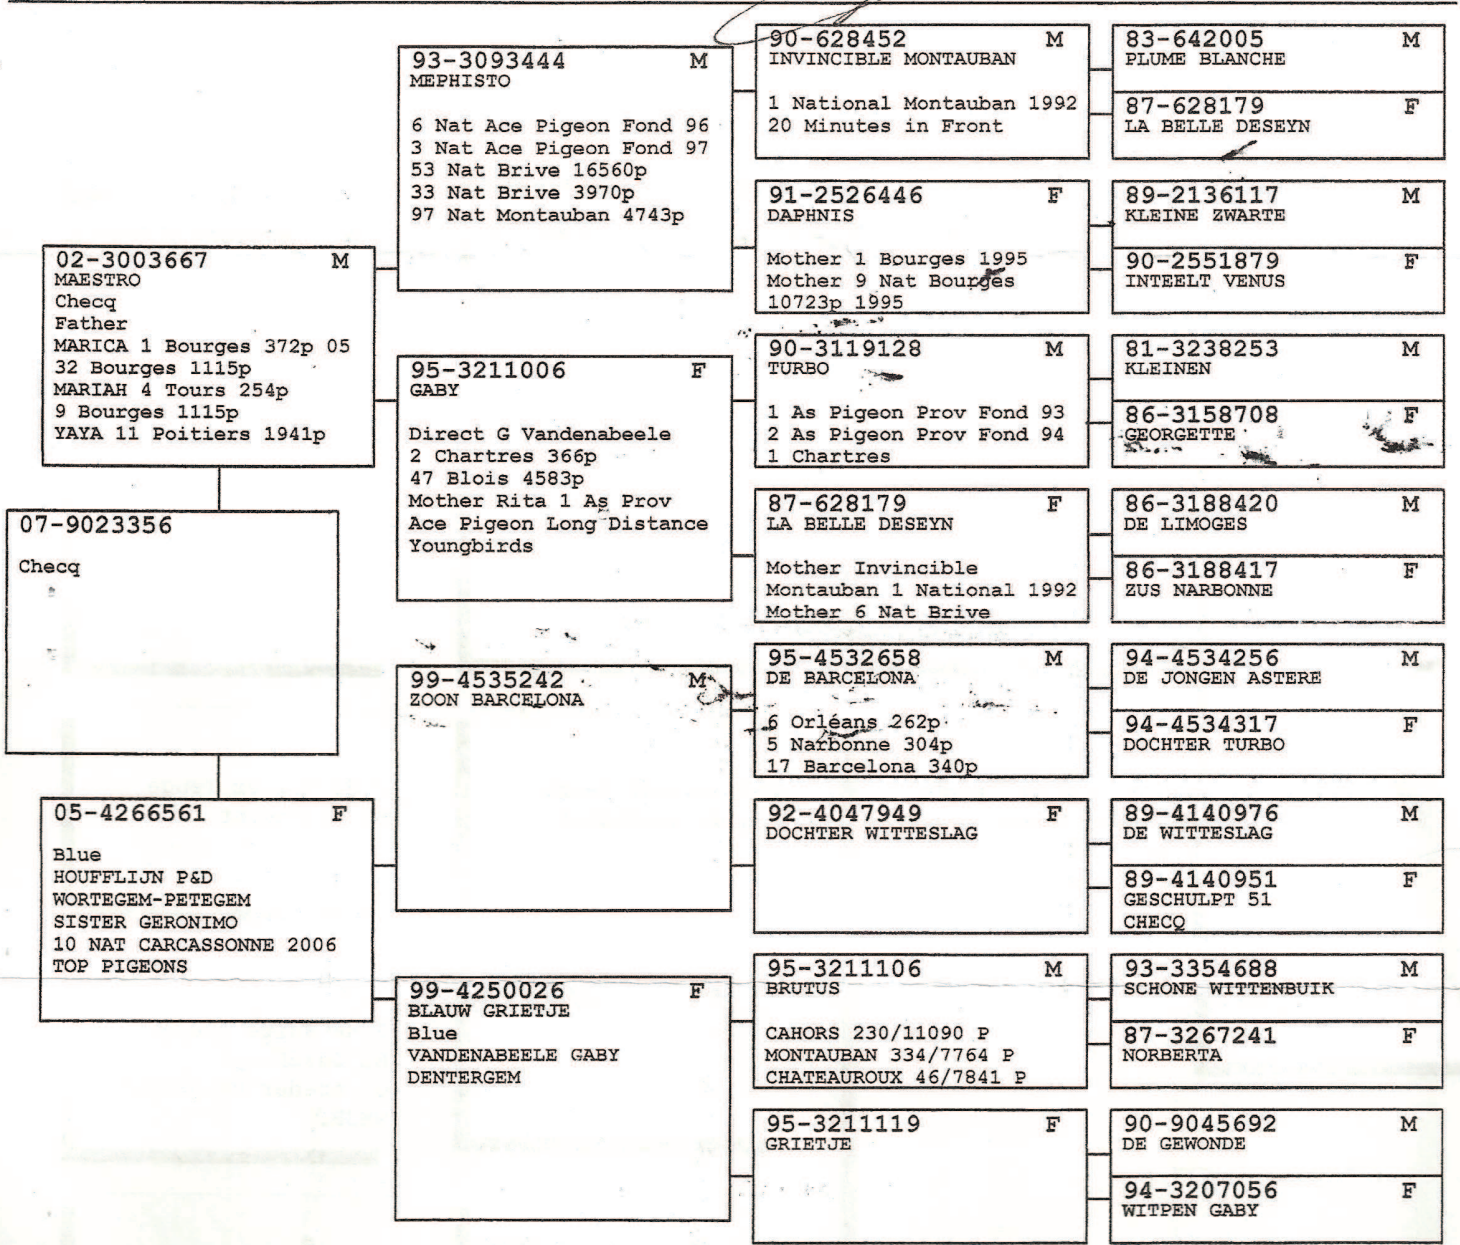 07-9023356
Checq
02-3003667 M
MAESTRO
Checq
Father
MARICA 1 Bourges 372p 05
32 Bourges 1115p
MARIAH 4 Tours 254p
9 Bourges 1115p
YAYA 11 Poitiers 1941p
05-4266561 F
Blue
HOUFFLIJN P&D
WORTEGEM-PETEGEM
SISTER GERONIMO
10 NAT CARCASSONNE 2006
TOP PIGEONS
93-3093444 M
MEPHISTO
6 Nat Ace Pigeon Fond 96
3 Nat Ace Pigeon Fond 97
53 Nat Brive 16560p
33 Nat Brive 3970p
97 Nat Montauban 4743p
95-3211006 F
GABY
Direct G Vandenabeele
2 Chartres 366p
47 Blois 4583p
Mother Rita 1 As Prov
Ace Pigeon Long Distance
Youngbirds
99-4535242 M
ZOON BARCELONA
99-4250026 F
BLAUW GRIETJE
Blue
VANDENABEELE GABY
DENTERGEM
90-628452 M
INVINCIBLE MONTAUBAN
1 National Montauban 1992
20 Minutes in Front
91-2526446 F
DAPHNIS
Mother 1 Bourges 1995
Mother 9 Nat Bourges
10723p 1995
90-3119128 M
TURBO
1 As Pigeon Prov Fond 93
2 As Pigeon Prov Fond 94
1 Chartres
87-628179 F
LA BELLE DESEYN
Mother Invincible
Montauban 1 National 1992
Mother 6 Nat Brive
95-4532658 M
DE BARCELONA
6 Orléans 262p
5 Narbonne 304p
17 Barcelona 340p
92-4047949 F
DOCHTER WITTESLAG
95-3211106 M
BRUTUS
CAHORS 230/11090 P
MONTAUBAN 334/7764 P
CHATEAUROUX 46/7841 P
95-3211119 F
GRIETJE
83-642005 M
PLUME BLANCHE
87-628179 F
LA BELLE DESEYN
89-2136117 M
KLEINE ZWARTE
90-2551879 F
INTEELT VENUS
81-3238253 M
KLEINEN
86-3158708 F
GEORGETTE
86-3188420 M
DE LIMOGES
86-3188417 F
ZUS NARBONNE
94-4534256 M
DE JONGEN ASTERE
94-4534317 F
DOCHTER TURBO
89-4140976 M
DE WITTESLAG
89-4140951 F
GESCHULPT 51
CHECQ
93-3354688 M
SCHONE WITTENBUIK
87-3267241 F
NORBERTA
90-9045692 M
DE GEWONDE
94-3207056 F
WITPEN GABY